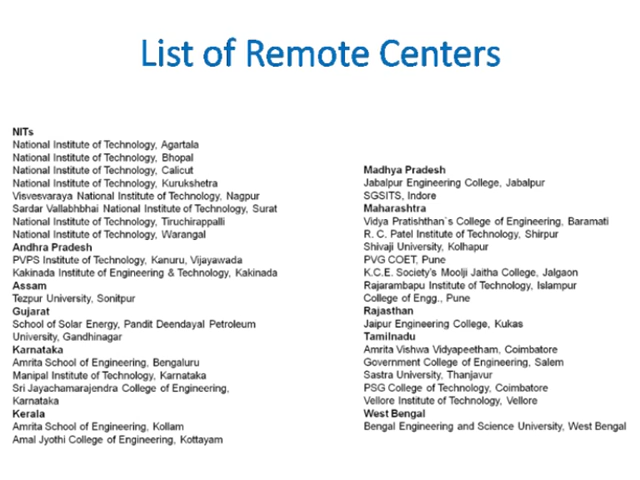 List of Remote Centers
NITs
National Institute of Technology, Agartala
National Institute of Technology, Bhopal
National Institute of Technology, Calicut
National Institute of Technology, Kurukshetra
Visvesvaraya National Institute of Technology, Nagpur
Sardar Vallabhbhai National Institute of Technology, Surat
National Institute of Technology, Tiruchirappalli
National Institute of Technology, Warangal
Andhra Pradesh
PVPS Institute of Technology, Kanuru, Vijayawada
Kakinada Institute of Engineering & Technology, Kakinada
Assam
Tezpur University, Sonitpur
Gujarat
School of Solar Energy, Pandit Deendayal Petroleum
University, Gandhinagar
Karnataka
Amrita School of Engineering, Bengaluru
Manipal Institute of Technology, Karnataka
Sri Jayachamarajendra College of Engineering,
Karnataka
Kerala
Amrita School of Engineering, Kollam
Amal Jyothi College of Engineering, Kottayam
Madhya Pradesh
Jabalpur Engineering College, Jabalpur
SGSITS, Indore
Maharashtra
Vidya Pratishthan`s College of Engineering, Baramati
R. C. Patel Institute of Technology, Shirpur
Shivaji University, Kolhapur
PVG COET, Pune
K.C.E. Society's Moolji Jaitha College, Jalgaon
Rajarambapu Institute of Technology, Islampur
College of Engg., Pune
Rajasthan
Jaipur Engineering College, Kukas
Tamilnadu
Amrita Vishwa Vidyapeetham, Coimbatore
Government College of Engineering, Salem
Sastra University, Thanjavur
PSG College of Technology, Coimbatore
Vellore Institute of Technology, Vellore
West Bengal
Bengal Engineering and Science University, West Bengal